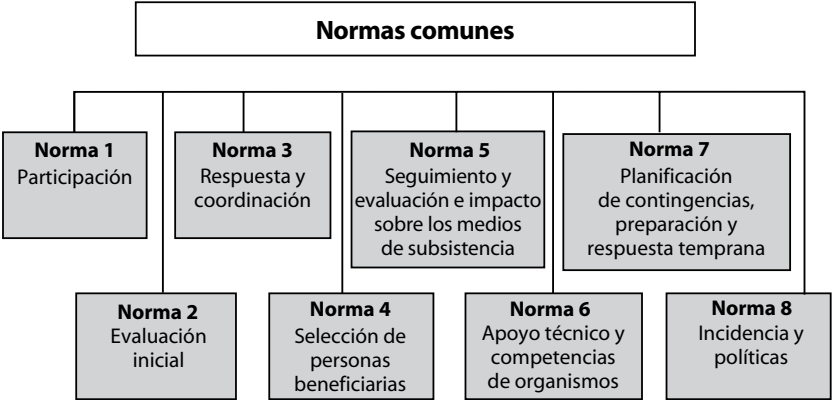 Normas comunes
Norma 1
Participación
Norma 3
Respuesta y
coordinación
Norma 5
Seguimiento y
evaluación e impacto
sobre los medios
de subsistencia
Norma 7
Planificación
de contingencias,
preparación y
respuesta temprana
Norma 2
Evaluación
inicial
Norma 4
Selección de
personas
beneficiarias
Norma 6
Apoyo técnico y
competencias
de organismos
Norma 8
Incidencia y
políticas